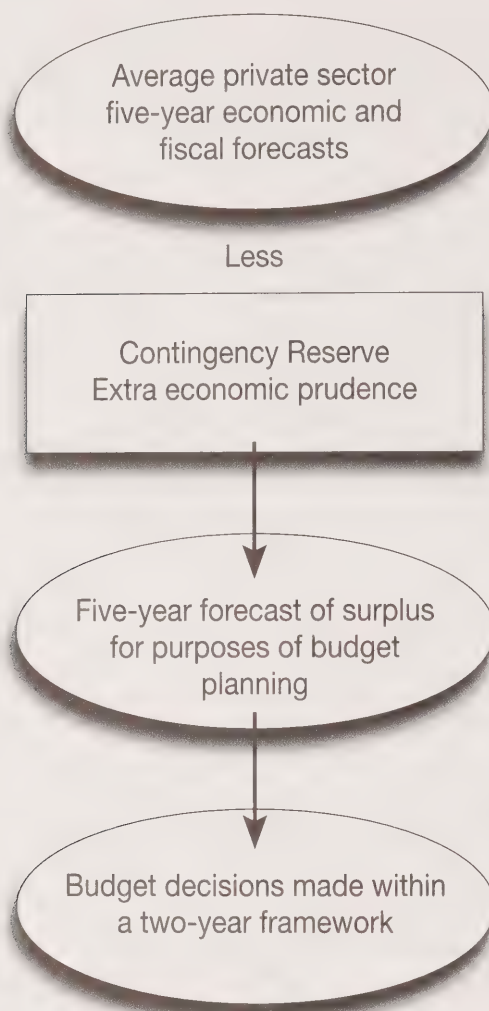 Average private sector
five-year economic and
fiscal forecasts
Less
Contingency Reserve
Extra economic prudence
Five-year forecast of surplus
for purposes of budget
planning
Budget decisions made within
a two-year framework